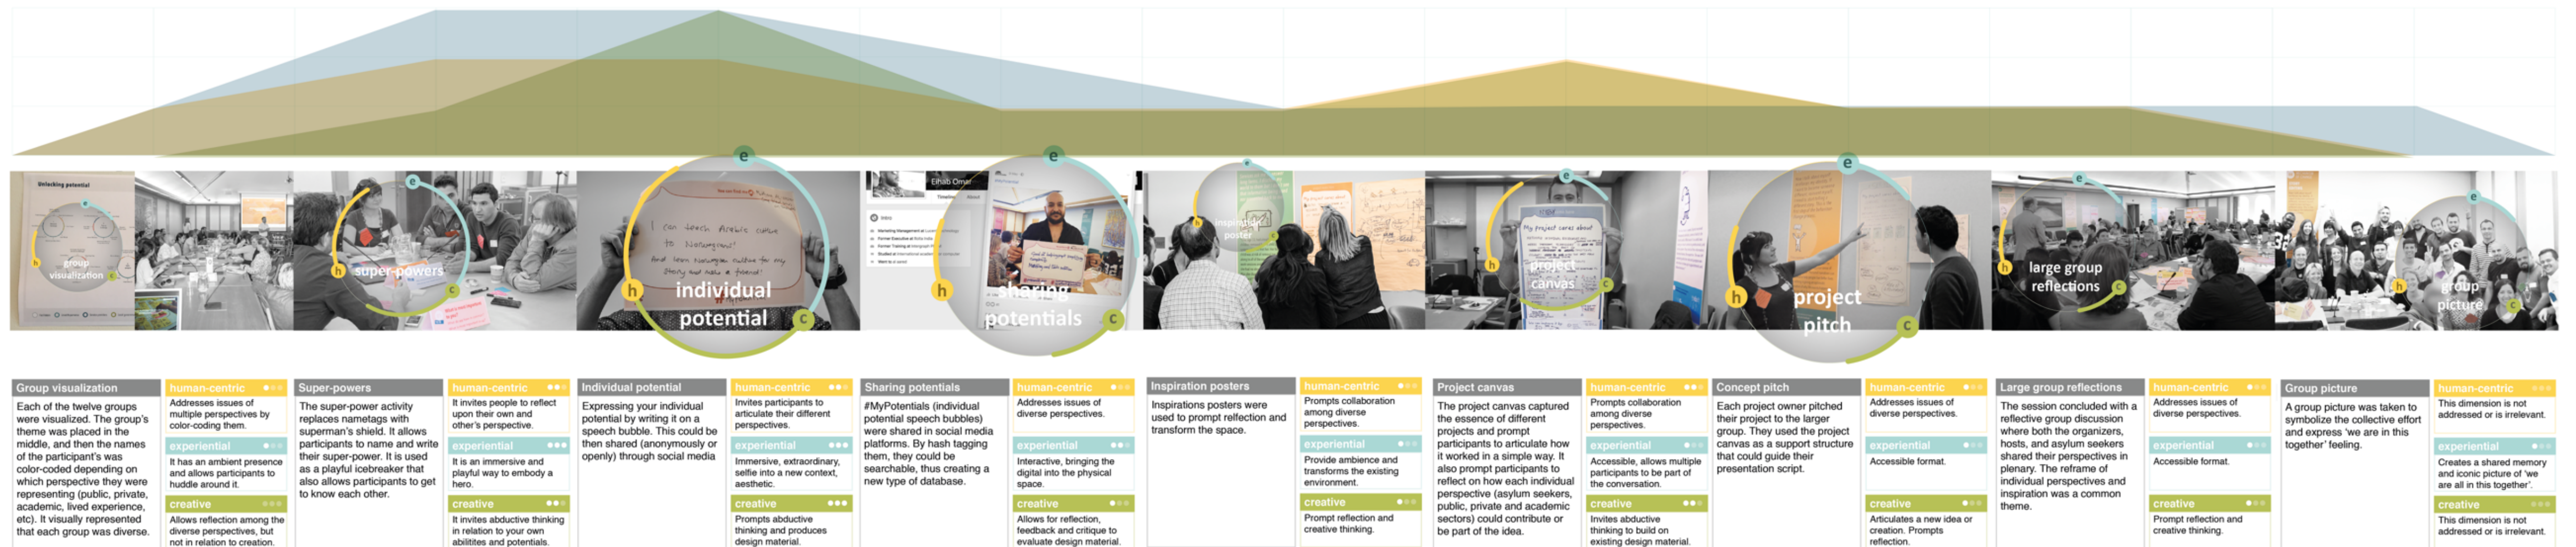 Unlocking potential
e
h
c
group
visualization
e
h
c
super-powers
e
h
c
I can teach Arabic culture
to Norwegians!
And learn Norwegian culture for my
story and make a friend!
individual
potential
Eihab Omar
Timeline
About
Intro
e
h
c
sharing
potentials
e
h
inspiration
poster
e
h
c
My project cares about
project
canvas
e
h
c
project
pitch
e
h
c
large group
reflections
e
h
c
group
picture
Group visualization
Each of the twelve groups
were visualized. The group's
theme was placed in the
middle, and then the names
of the participant's was
color-coded depending on
which perspective they were
representing (public, private,
academic, lived experience,
etc). It visually represented
that each group was diverse.
human-centric
Addresses issues of
multiple perspectives by
color-coding them.
experiential
It has an ambient presence
and allows participants to
huddle around it.
creative
Allows reflection among the
diverse perspectives, but
not in relation to creation.
Super-powers
The super-power activity
replaces nametags with
superman's shield. It allows
participants to name and write
their super-power. It is used
as a playful icebreaker that
also allows participants to get
to know each other.
human-centric
It invites people to reflect
upon their own and
other's perspective.
experiential
It is an immersive and
playful way to embody a
hero.
creative
It invites abductive thinking
in relation to your own
abilitites and potentials.
Individual potential
Expressing your individual
potential by writing it on a
speech bubble. This could be
then shared (anonymously or
openly) through social media
human-centric
Invites participants to
articulate their different
perspectives.
experiential
Immersive, extraordinary,
selfie into a new context,
aesthetic.
creative
Prompts abductive
thinking and produces
design material.
Sharing potentials
#MyPotentials (individual
potential speech bubbles)
were shared in social media
platforms. By hash tagging
them, they could be
searchable, thus creating a
new type of database.
human-centric
Addresses issues of
diverse perspectives.
experiential
Interactive, bringing the
digital into the physical
space.
creative
Allows for reflection,
feedback and critique to
evaluate design material.
Inspiration posters
Inspirations posters were
used to prompt reflection and
transform the space.
human-centric
Prompts collaboration
among diverse
perspectives.
experiential
Provide ambience and
transforms the existing
environment.
creative
Prompt reflection and
creative thinking.
Project canvas
The project canvas captured
the essence of different
projects and prompt
participants to articulate how
it worked in a simple way. It
also prompt participants to
reflect on how each individual
perspective (asylum seekers,
public, private and academic
sectors) could contribute or
be part of the idea.
human-centric
Prompts collaboration
among diverse
perspectives.
experiential
Accessible, allows multiple
participants to be part of
the conversation.
creative
Invites abductive
thinking to build on
existing design material.
Concept pitch
Each project owner pitched
their project to the larger
group. They used the project
canvas as a support structure
that could guide their
presentation script.
human-centric
Addresses issues of
diverse perspectives.
experiential
Accessible format.
creative
Articulates a new idea or
creation. Prompts
reflection.
Large group reflections
The session concluded with a
reflective group discussion
where both the organizers,
hosts, and asylum seekers
shared their perspectives in
plenary. The reframe of
individual perspectives and
inspiration was a common
theme.
human-centric
Addresses issues of
diverse perspectives.
experiential
Accessible format.
creative
Prompt reflection and
creative thinking.
Group picture
A group picture was taken to
symbolize the collective effort
and express 'we are in this
together' feeling.
human-centric
This dimension is not
addressed or is irrelevant.
experiential
Creates a shared memory
and iconic picture of 'we
are all in this together'.
creative
This dimension is not
addressed or is irrelevant.